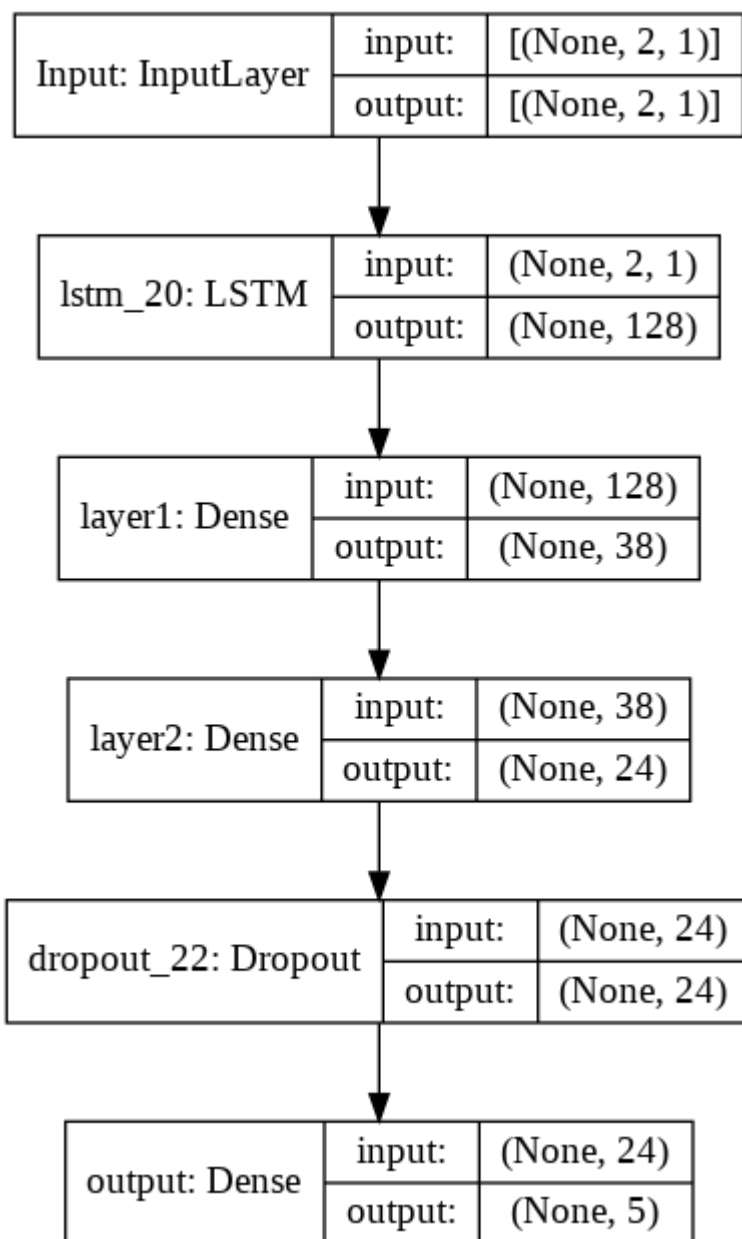 Input: InputLayer
input:
[(None, 2, 1)]
output:
[(None, 2, 1)]
lstm_20: LSTM
input:
(None, 2, 1)
output:
(None, 128)
layer1: Dense
input:
(None, 128)
output:
(None, 38)
layer2: Dense
input:
(None, 38)
output:
(None, 24)
dropout_22: Dropout
input:
(None, 24)
output:
(None, 24)
output: Dense
input:
(None, 24)
output:
(None, 5)